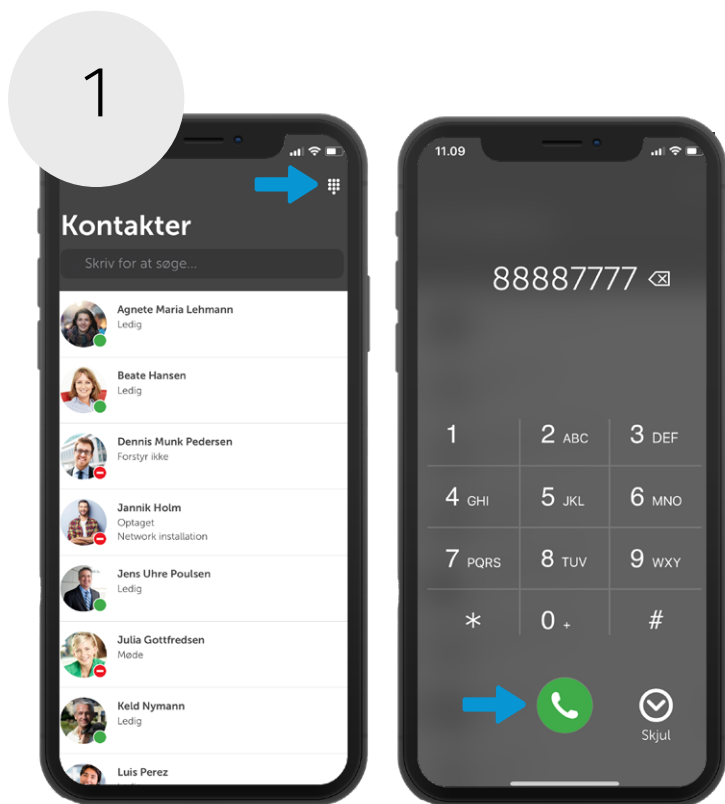 1
Kontakter
Skriv for at søge...
Agnete Maria Lehmann
Ledig
Beate Hansen
Ledig
Dennis Munk Pedersen
Forstyr ikke
Jannik Holm
Optaget
Network installation
Jens Uhre Poulsen
Ledig
Julia Gottfredsen
Møde
Keld Nymann
Ledig
Luis Perez
11.09
88887777
1 2 ABC 3 DEF
4 GHI 5 JKL 6 MNO
7 PQRS 8 TUV 9 WXY
* 0 + #
Skjul